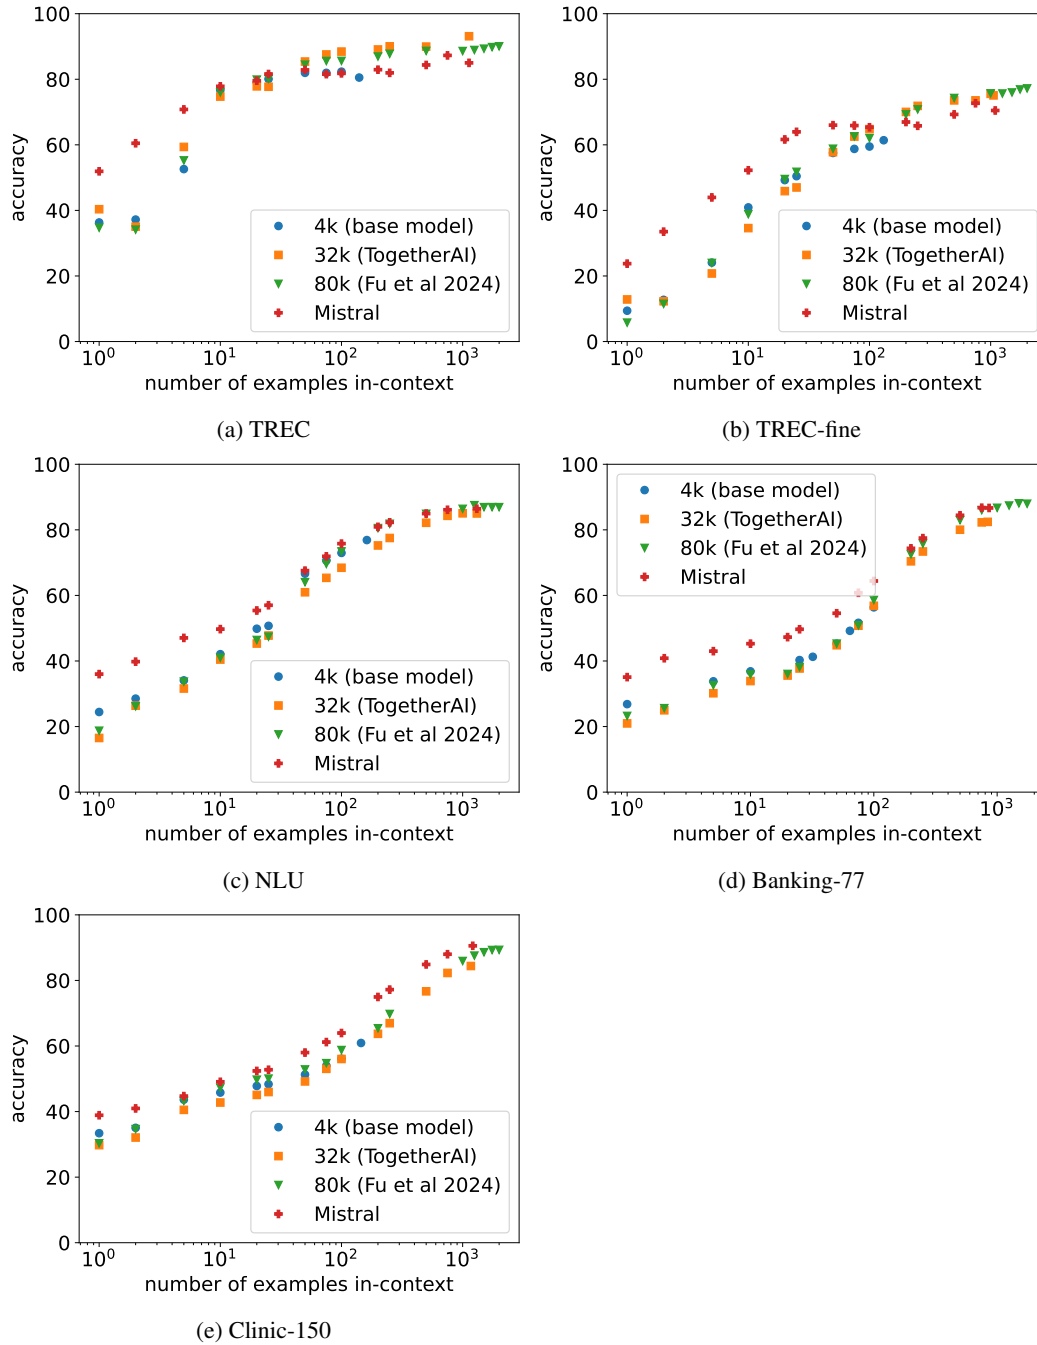 100
80
60
40
20
0
accuracy
4k (base model)
32k (TogetherAI)
80k (Fu et al 2024)
Mistral
10^0 10^1 10^2 10^3
number of examples in-context
(a) TREC
100
80
60
40
20
0
accuracy
4k (base model)
32k (TogetherAI)
80k (Fu et al 2024)
Mistral
10^0 10^1 10^2 10^3
number of examples in-context
(b) TREC-fine
100
80
60
40
20
0
accuracy
4k (base model)
32k (TogetherAI)
80k (Fu et al 2024)
Mistral
10^0 10^1 10^2 10^3
number of examples in-context
(c) NLU
100
80
60
40
20
0
accuracy
4k (base model)
32k (TogetherAI)
80k (Fu et al 2024)
Mistral
10^0 10^1 10^2 10^3
number of examples in-context
(d) Banking-77
100
80
60
40
20
0
accuracy
4k (base model)
32k (TogetherAI)
80k (Fu et al 2024)
Mistral
10^0 10^1 10^2 10^3
number of examples in-context
(e) Clinic-150